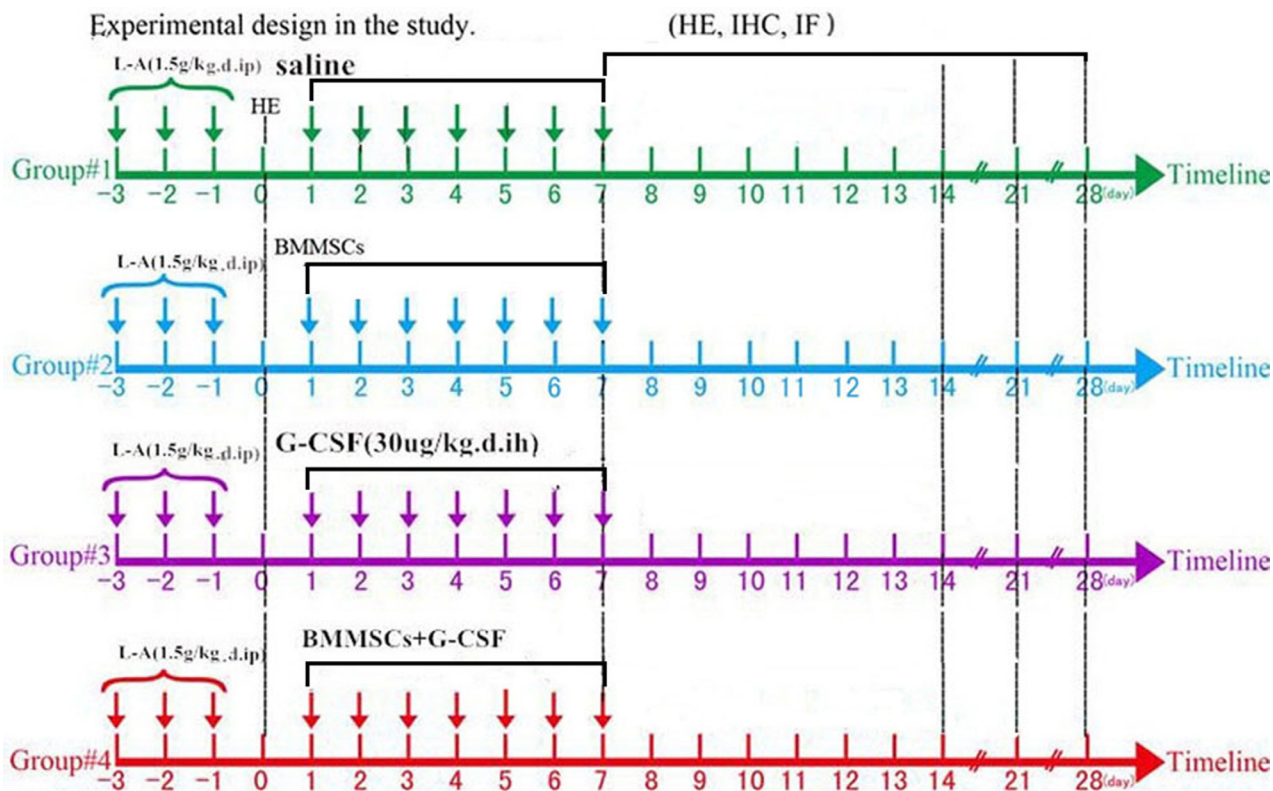 Experimental design in the study. (HE, IHC, IF )
L-A(1.5g/kg.d.ip) saline
HE
Group#1 Timeline
-3 -2 -1 0 1 2 3 4 5 6 7 8 9 10 11 12 13 14 // 21 // 28(day)
BMMSCs
L-A(1.5g/kg.d.ip)
Group#2 Timeline
-3 -2 -1 0 1 2 3 4 5 6 7 8 9 10 11 12 13 14 // 21 // 28(day)
L-A(1.5g/kg.d.ip) G-CSF(30ug/kg.d.ih)
Group#3 Timeline
-3 -2 -1 0 1 2 3 4 5 6 7 8 9 10 11 12 13 14 // 21 // 28(day)
BMMSCs+G-CSF
L-A(1.5g/kg.d.ip)
Group#4 Timeline
-3 -2 -1 0 1 2 3 4 5 6 7 8 9 10 11 12 13 14 // 21 // 28(day)